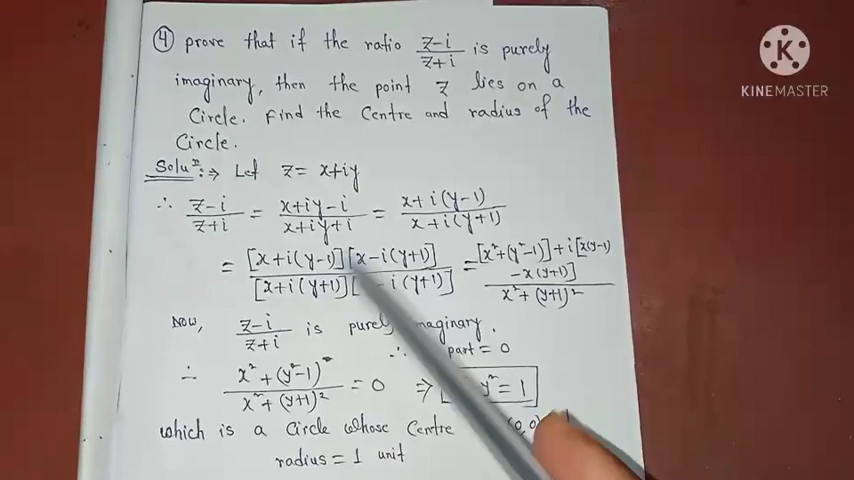 ④ prove that if the ratio (z-i)/(z+i) is purely
imaginary, then the point z lies on a
Circle. Find the Centre and radius of the
Circle.
Soluⁿ :→ Let z = x+iy
∴ (z-i)/(z+i) = (x+iy-i)/(x+iy+i) = (x+i(y-1))/(x+i(y+1))
= ([x+i(y-1)][x-i(y+1)])/([x+i(y+1)][ -i(y+1)]) = ([x²+(y²-1)]+i[x(y-1) -x(y+1)])/(x²+(y+1)²)
Now, (z-i)/(z+i) is purely imaginary.
∴ part = 0
∴ (x²+(y²-1))/(x²+(y+1)²) = 0 ⇒ y² = 1
which is a Circle whose Centre (0,0)
radius = 1 unit
K
KINEMASTER